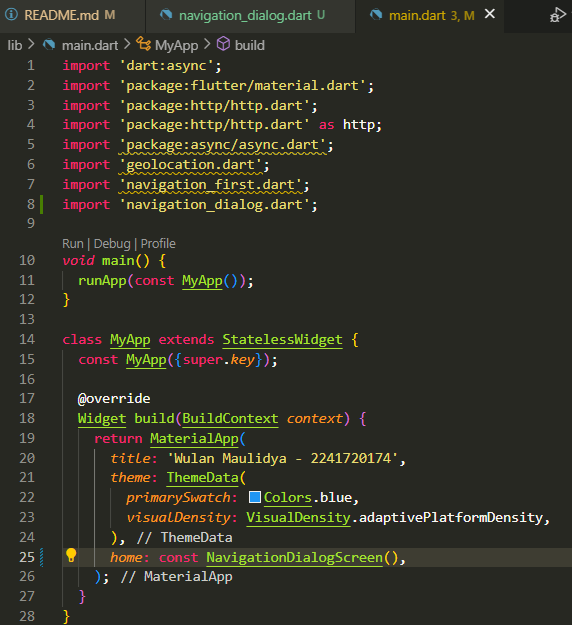 README.md M navigation_dialog.dart U main.dart 3, M
lib > main.dart > MyApp > build
1 import 'dart:async';
2 import 'package:flutter/material.dart';
3 import 'package:http/http.dart';
4 import 'package:http/http.dart' as http;
5 import 'package:async/async.dart';
6 import 'geolocation.dart';
7 import 'navigation_first.dart';
8 import 'navigation_dialog.dart';
9
Run | Debug | Profile
10 void main() {
11   runApp(const MyApp());
12 }
13
14 class MyApp extends StatelessWidget {
15   const MyApp({super.key});
16
17   @override
18   Widget build(BuildContext context) {
19     return MaterialApp(
20       title: 'Wulan Maulidya - 2241720174',
21       theme: ThemeData(
22         primarySwatch: Colors.blue,
23         visualDensity: VisualDensity.adaptivePlatformDensity,
24       ), // ThemeData
25       home: const NavigationDialogScreen(),
26     ); // MaterialApp
27   }
28 }